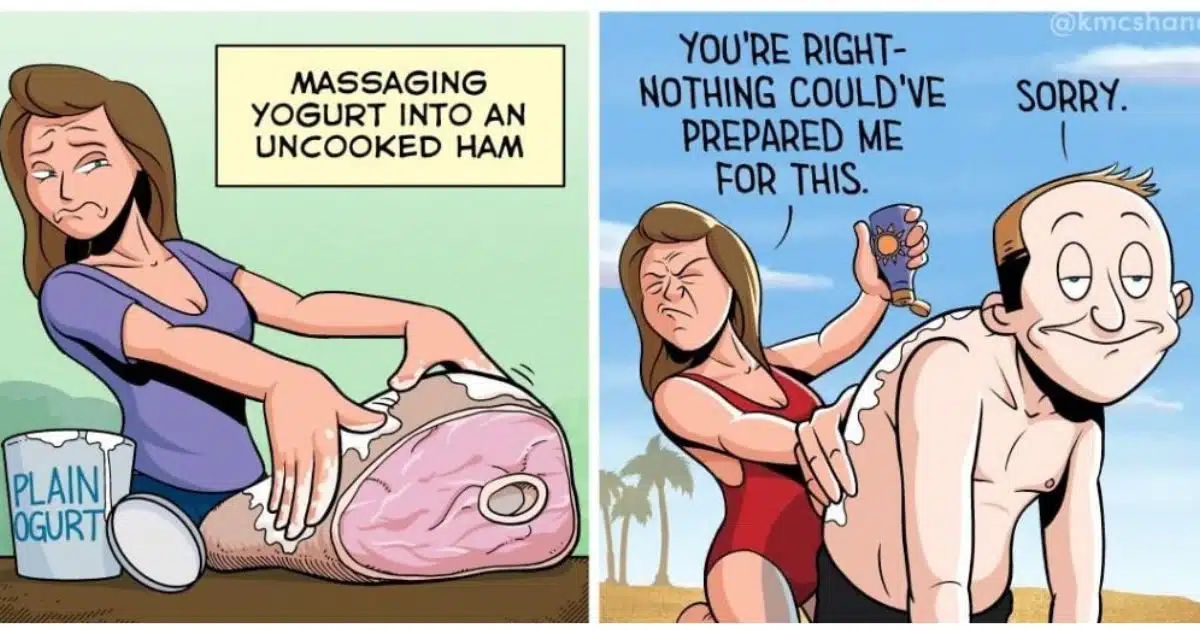 MASSAGING
YOGURT INTO AN
UNCOOKED HAM
PLAIN
OGURT
@kmcshan
YOU'RE RIGHT-
NOTHING COULD'VE
PREPARED ME
FOR THIS.
SORRY.